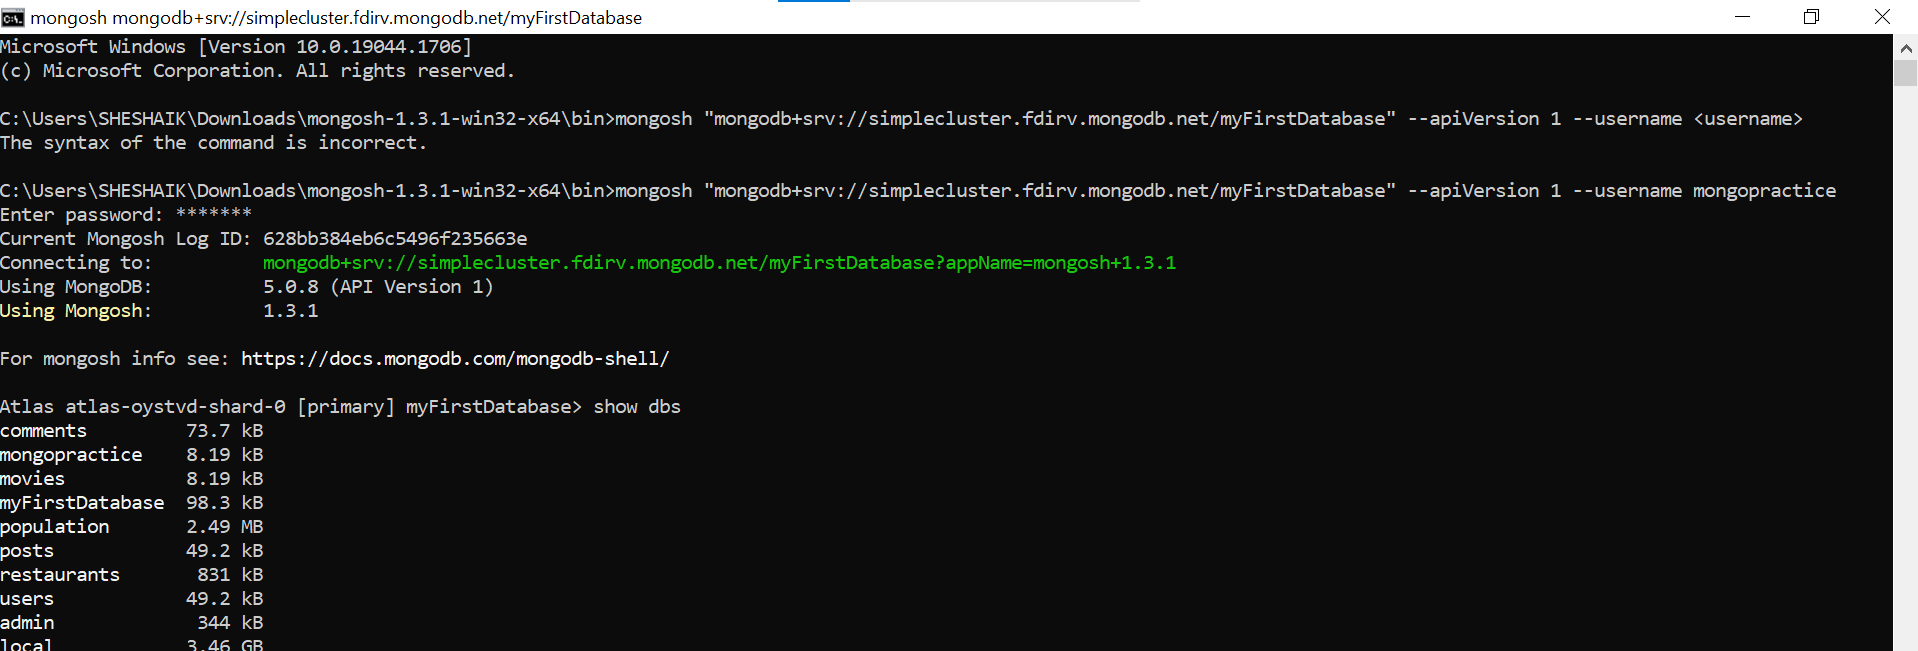 mongosh mongodb+srv://simplecluster.fdirv.mongodb.net/myFirstDatabase
Microsoft Windows [Version 10.0.19044.1706]
(c) Microsoft Corporation. All rights reserved.
C:\Users\SHESHAIK\Downloads\mongosh-1.3.1-win32-x64\bin>mongosh "mongodb+srv://simplecluster.fdirv.mongodb.net/myFirstDatabase" --apiVersion 1 --username <username>
The syntax of the command is incorrect.
C:\Users\SHESHAIK\Downloads\mongosh-1.3.1-win32-x64\bin>mongosh "mongodb+srv://simplecluster.fdirv.mongodb.net/myFirstDatabase" --apiVersion 1 --username mongopractice
Enter password: *******
Current Mongosh Log ID: 628bb384eb6c5496f235663e
Connecting to: mongodb+srv://simplecluster.fdirv.mongodb.net/myFirstDatabase?appName=mongosh+1.3.1
Using MongoDB: 5.0.8 (API Version 1)
Using Mongosh: 1.3.1
For mongosh info see: https://docs.mongodb.com/mongodb-shell/
Atlas atlas-oystvd-shard-0 [primary] myFirstDatabase> show dbs
comments 73.7 kB
mongopractice 8.19 kB
movies 8.19 kB
myFirstDatabase 98.3 kB
population 2.49 MB
posts 49.2 kB
restaurants 831 kB
users 49.2 kB
admin 344 kB
local 3.46 GB